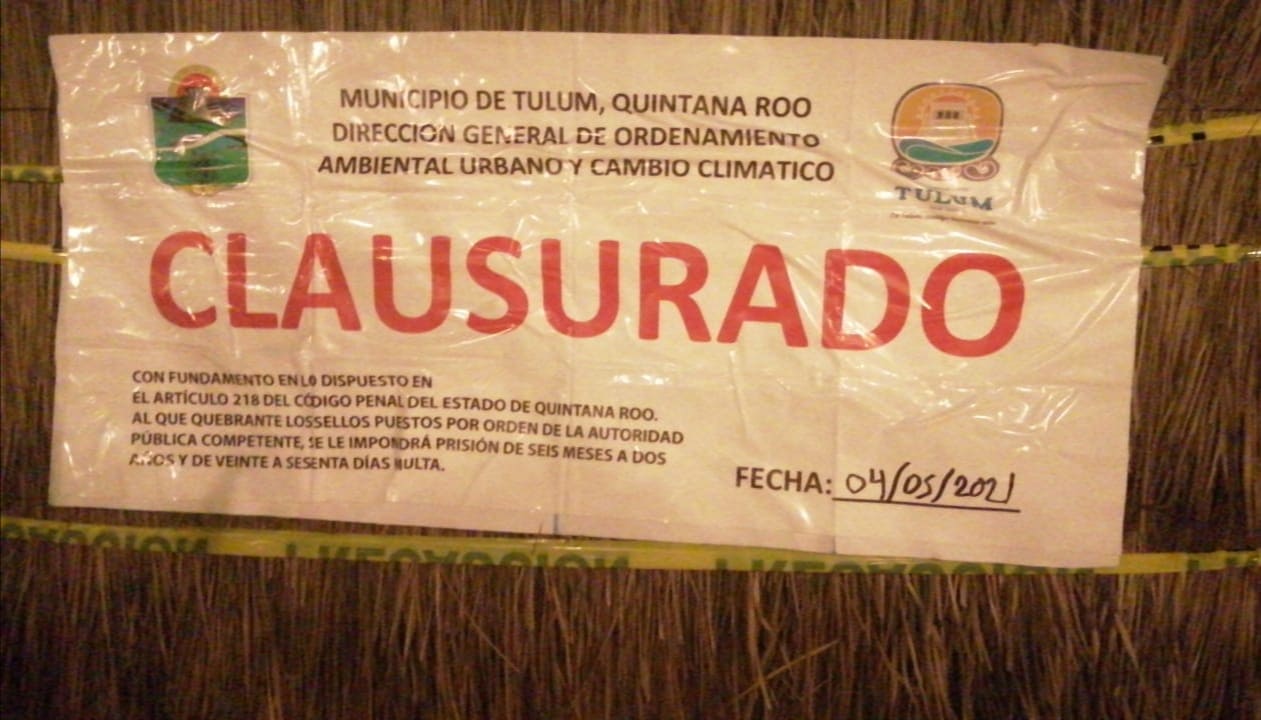 MUNICIPIO DE TULUM, QUINTANA ROO
DIRECCION GENERAL DE ORDENAMIENTO
AMBIENTAL URBANO Y CAMBIO CLIMATICO
TULUM
CLAUSURADO
CON FUNDAMENTO EN LO DISPUESTO EN
EL ARTÍCULO 218 DEL CÓDIGO PENAL DEL ESTADO DE QUINTANA ROO.
AL QUE QUEBRANTE LOSSELLOS PUESTOS POR ORDEN DE LA AUTORIDAD
PÚBLICA COMPETENTE, SE LE IMPONDRÁ PRISIÓN DE SEIS MESES A DOS
AÑOS Y DE VEINTE A SESENTA DÍAS MULTA.
FECHA: 04/05/2021